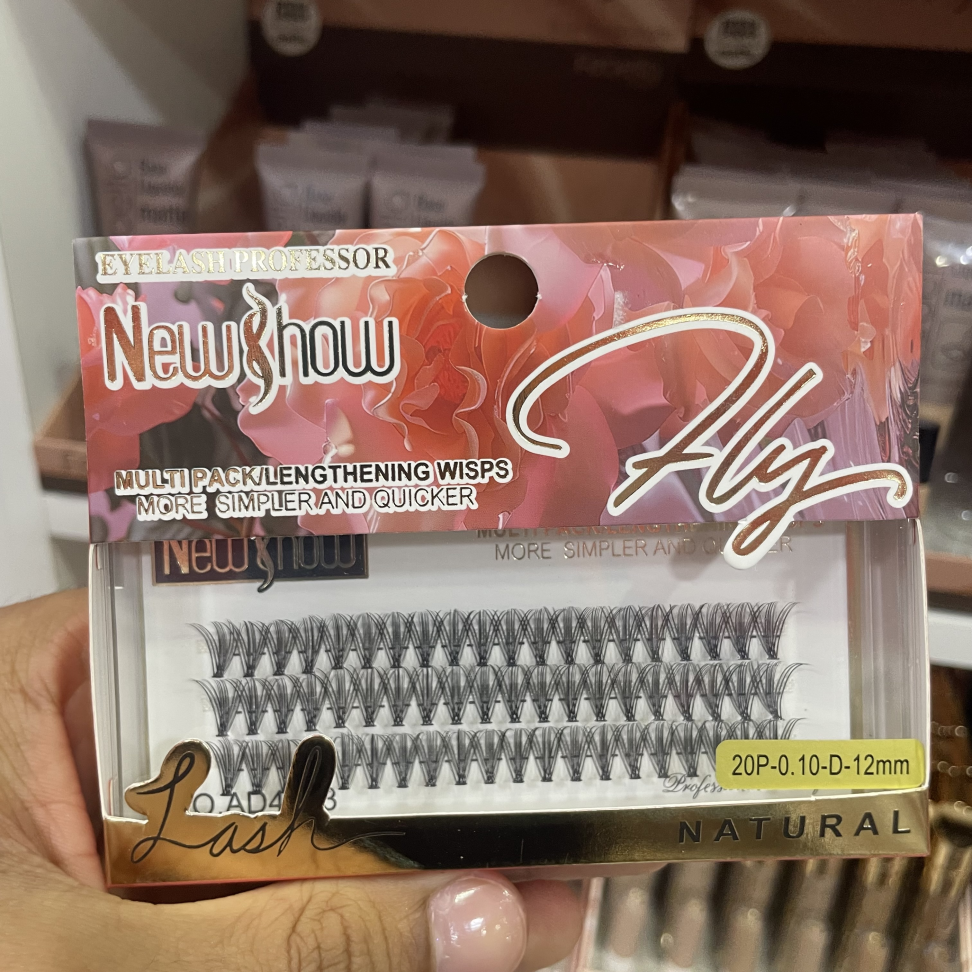 EYELASH PROFESSOR
NewShow
Fly
MULTI PACK/LENGTHENING WISPS
MORE SIMPLER AND QUICKER
NewShow
MORE SIMPLER AND
20P-0.10-D-12mm
Lash
NATURAL